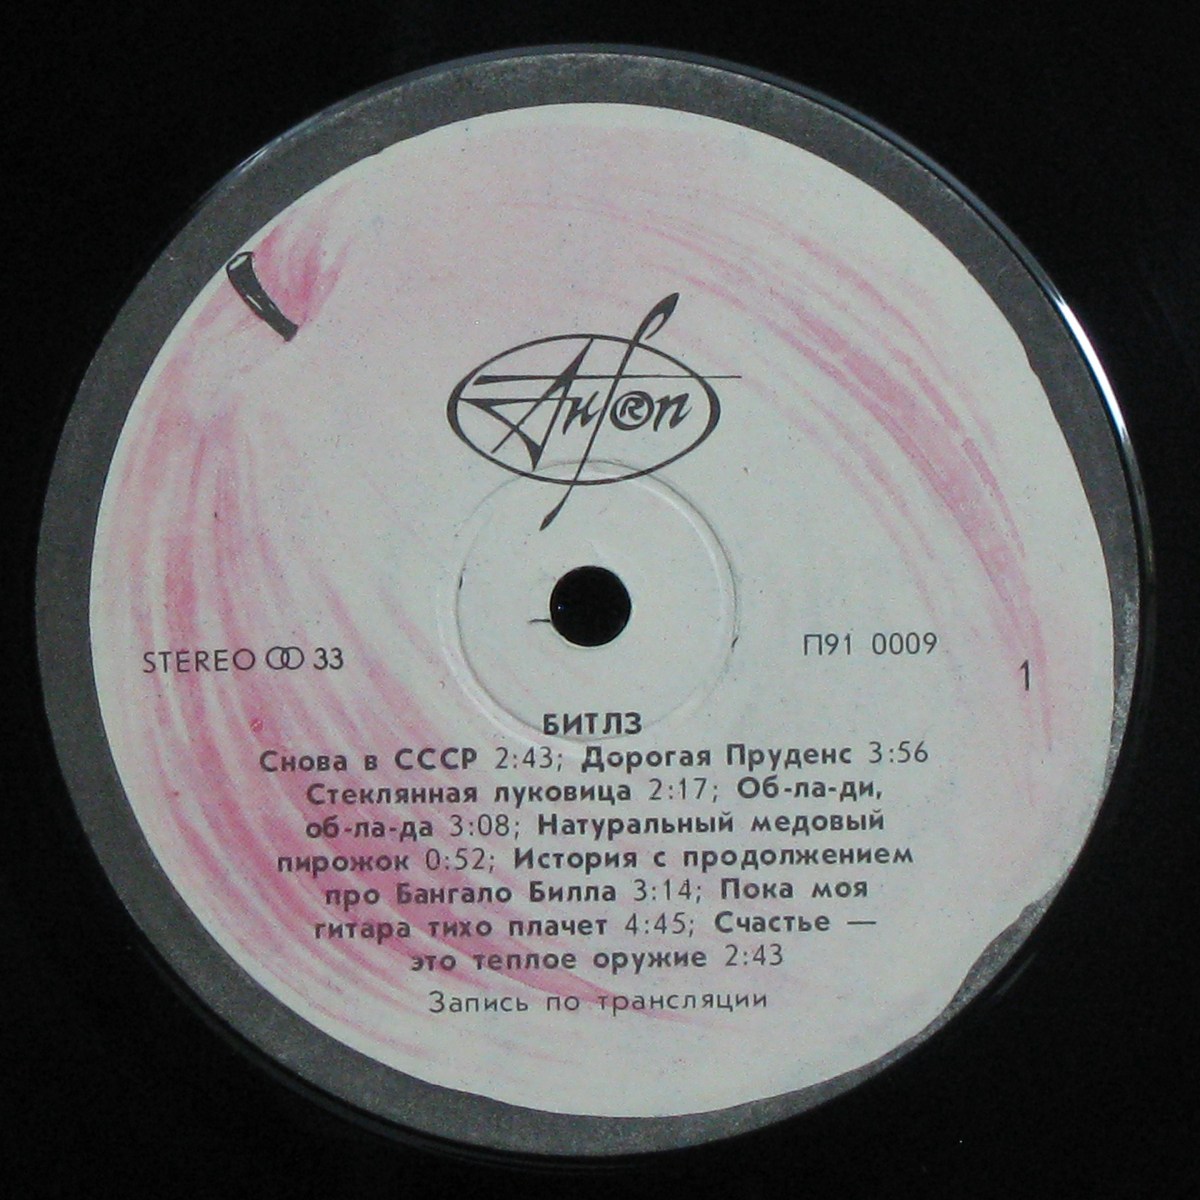 Антроп
STEREO 33
П91 0009
1
БИТЛЗ
Снова в СССР 2:43; Дорогая Пруденс 3:56
Стеклянная луковица 2:17; Об-ла-ди,
об-ла-да 3:08; Натуральный медовый
пирожок 0:52; История с продолжением
про Бангало Билла 3:14; Пока моя
гитара тихо плачет 4:45; Счастье —
это теплое оружие 2:43
Запись по трансляции